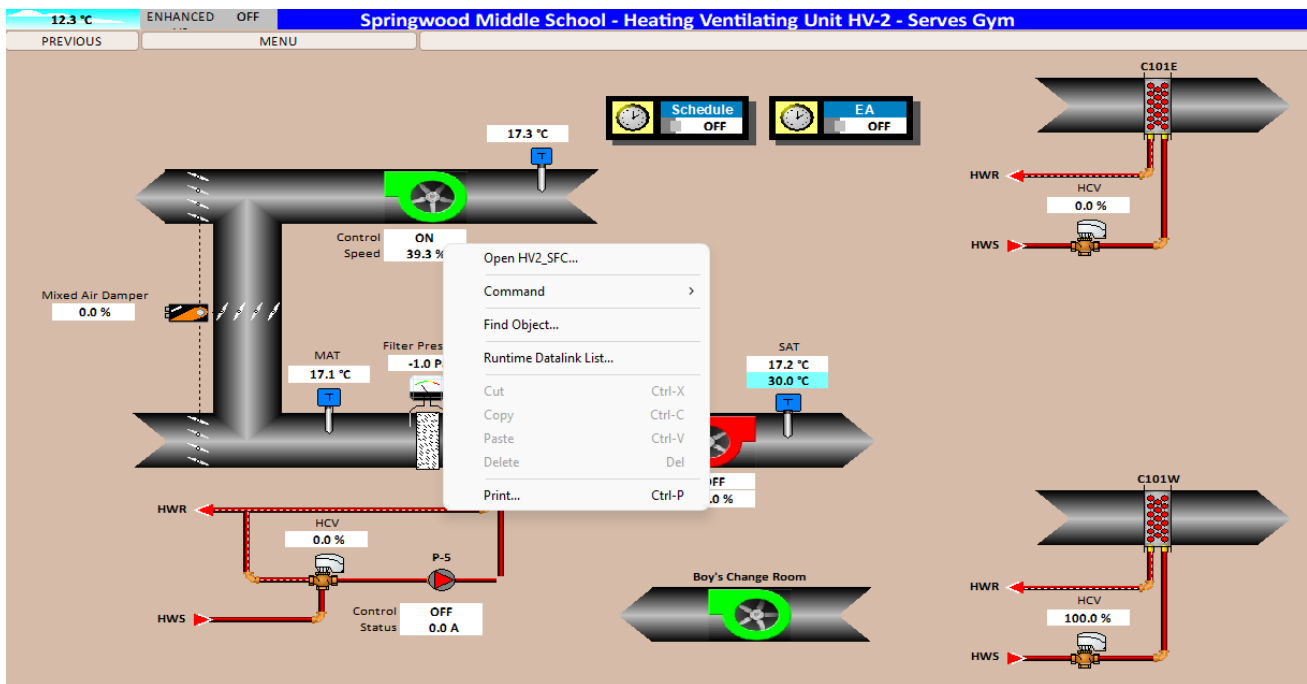 12.3 °C
ENHANCED OFF
Springwood Middle School - Heating Ventilating Unit HV-2 - Serves Gym
PREVIOUS
MENU
C101E
Schedule
OFF
EA
OFF
17.3 °C
T
HWR
HCV
0.0 %
HWS
Control ON
Speed 39.3 %
Open HV2_SFC...
Command >
Find Object...
Runtime Datalink List...
Cut Ctrl-X
Copy Ctrl-C
Paste Ctrl-V
Delete Del
Print... Ctrl-P
Mixed Air Damper
0.0 %
MAT
17.1 °C
T
Filter Pres
-1.0 P
SAT
17.2 °C
30.0 °C
T
FF
.0 %
HWR
HCV
0.0 %
P-5
HWS
Control OFF
Status 0.0 A
Boy's Change Room
C101W
HWR
HCV
100.0 %
HWS